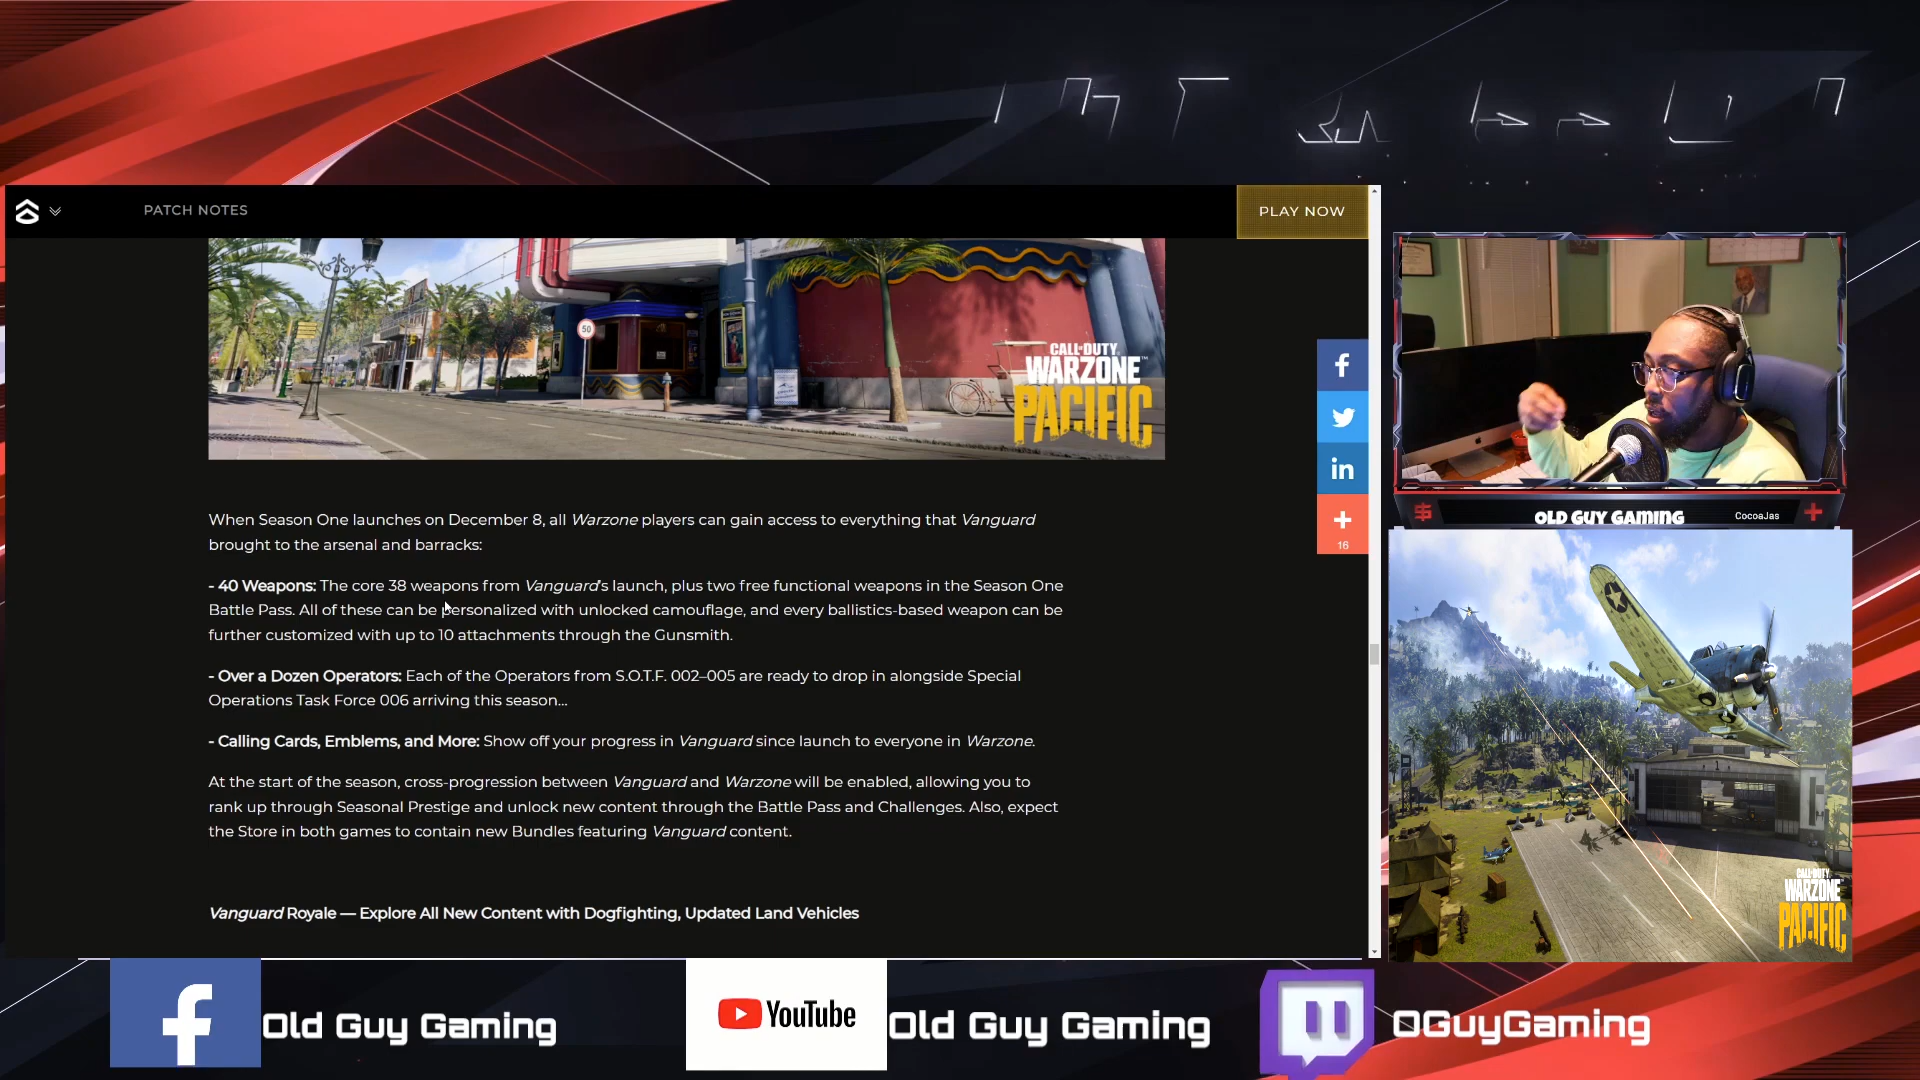 PATCH NOTES
PLAY NOW
50
CALL OF DUTY
WARZONE
PACIFIC
When Season One launches on December 8, all Warzone players can gain access to everything that Vanguard
brought to the arsenal and barracks:
- 40 Weapons: The core 38 weapons from Vanguard's launch, plus two free functional weapons in the Season One
Battle Pass. All of these can be personalized with unlocked camouflage, and every ballistics-based weapon can be
further customized with up to 10 attachments through the Gunsmith.
- Over a Dozen Operators: Each of the Operators from S.O.T.F. 002–005 are ready to drop in alongside Special
Operations Task Force 006 arriving this season...
- Calling Cards, Emblems, and More: Show off your progress in Vanguard since launch to everyone in Warzone.
At the start of the season, cross-progression between Vanguard and Warzone will be enabled, allowing you to
rank up through Seasonal Prestige and unlock new content through the Battle Pass and Challenges. Also, expect
the Store in both games to contain new Bundles featuring Vanguard content.
Vanguard Royale — Explore All New Content with Dogfighting, Updated Land Vehicles
f
in
+
16
OLD GUY GAMING
CocoaJas
CALL OF DUTY
WARZONE
PACIFIC
f
Old Guy Gaming
YouTube
Old Guy Gaming
OGuyGaming